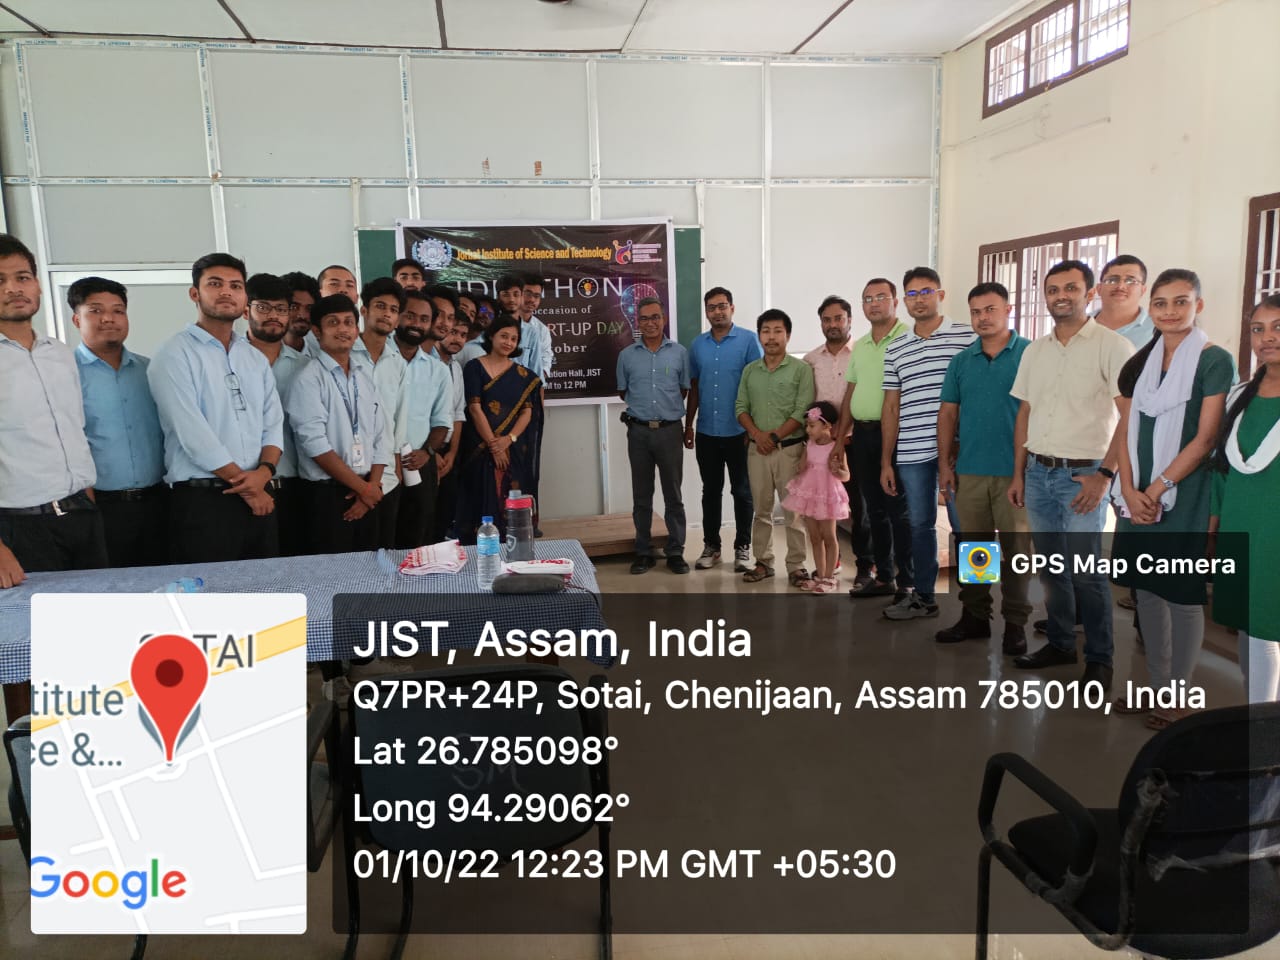 Jorhat Institute of Science and Technology
THON
occasion of
RT-UP DAY
ation Hall, JIST
M to 12 PM
GPS Map Camera
JIST, Assam, India
Q7PR+24P, Sotai, Chenijaan, Assam 785010, India
Lat 26.785098°
Long 94.29062°
01/10/22 12:23 PM GMT +05:30
TAI
titute
ce &...
Google